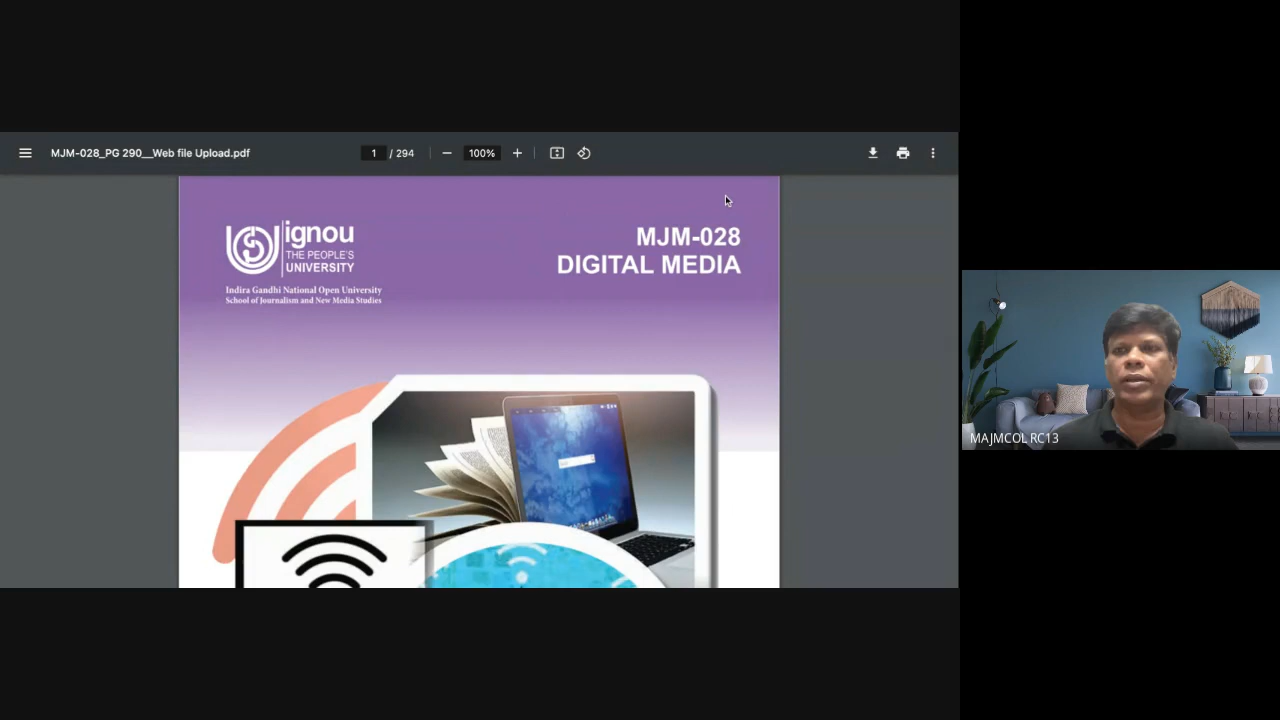 MJM-028_PG 290__Web file Upload.pdf
1 / 294
100%
ignou
THE PEOPLE'S
UNIVERSITY
Indira Gandhi National Open University
School of Journalism and New Media Studies
MJM-028
DIGITAL MEDIA
MAJMCOL RC13